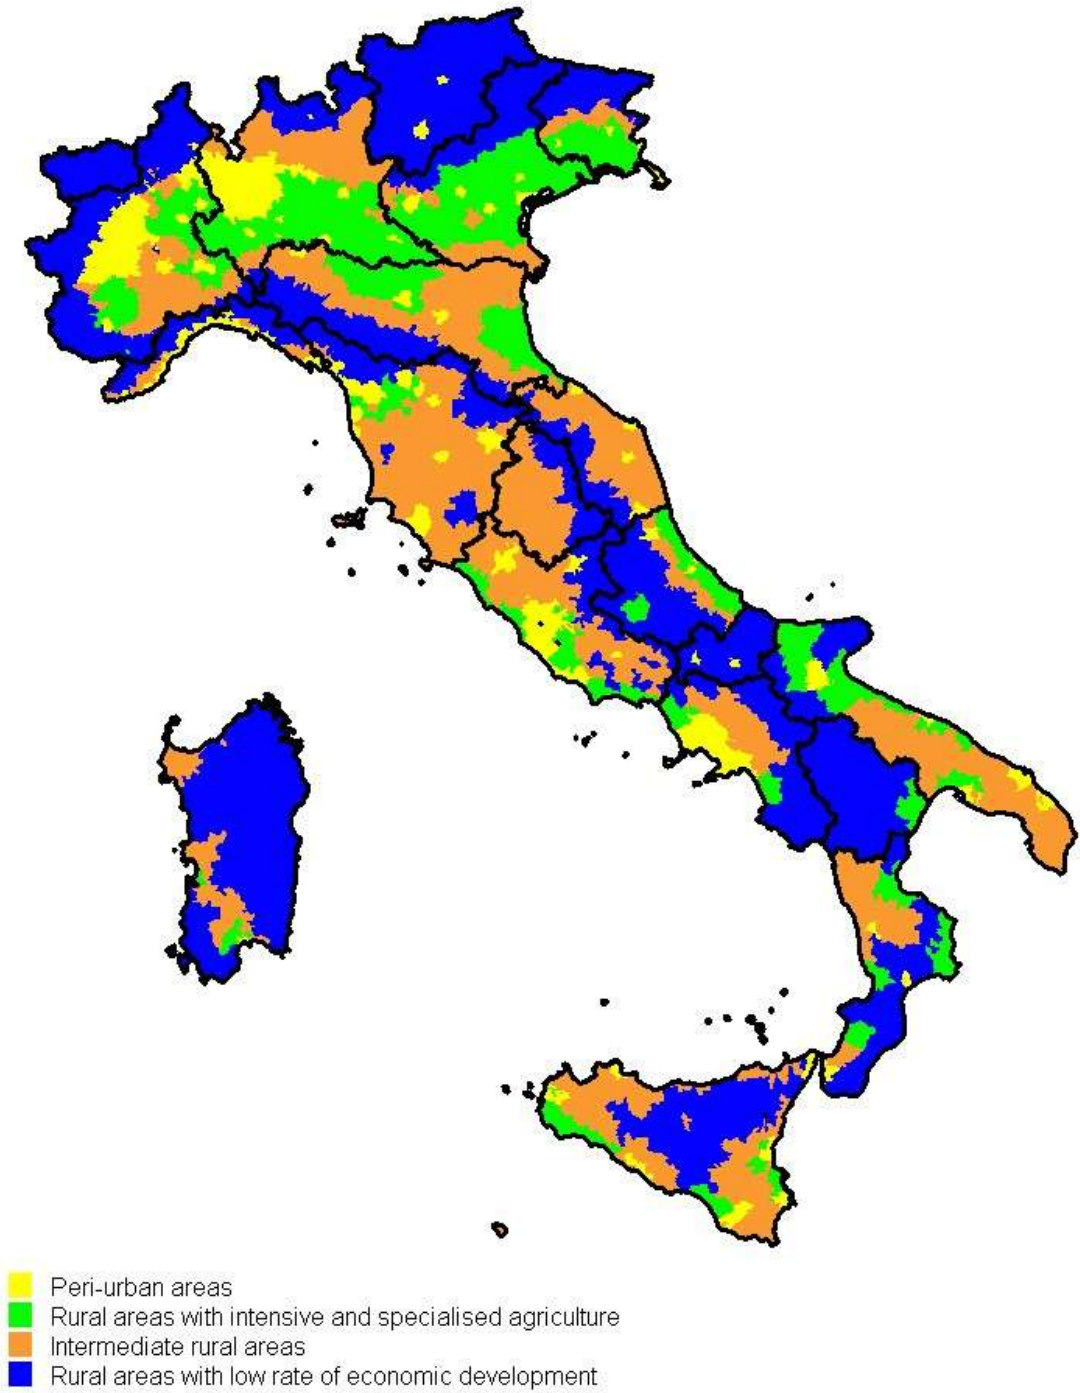 Peri-urban areas
Rural areas with intensive and specialised agriculture
Intermediate rural areas
Rural areas with low rate of economic development